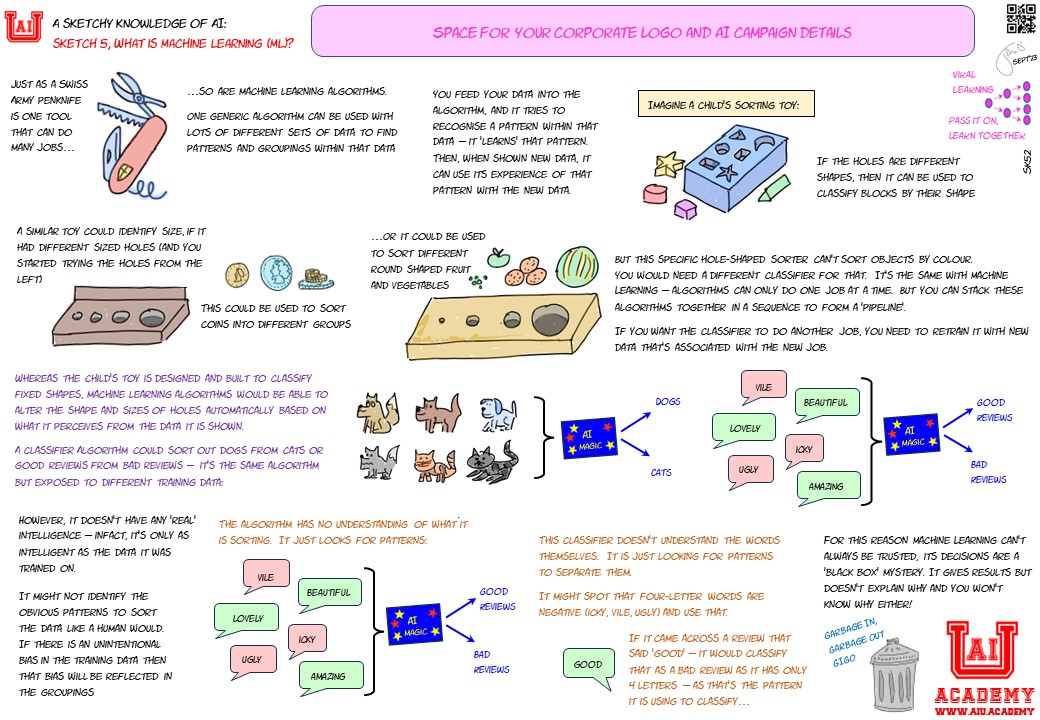 AI
U
A SKETCHY KNOWLEDGE OF AI:
SKETCH 5, WHAT IS MACHINE LEARNING (ML)?
SPACE FOR YOUR CORPORATE LOGO AND AI CAMPAIGN DETAILS
SEPT'23
JUST AS A SWISS
ARMY PENKNIFE
IS ONE TOOL
THAT CAN DO
MANY JOBS...
...SO ARE MACHINE LEARNING ALGORITHMS.
ONE GENERIC ALGORITHM CAN BE USED WITH
LOTS OF DIFFERENT SETS OF DATA TO FIND
PATTERNS AND GROUPINGS WITHIN THAT DATA
YOU FEED YOUR DATA INTO THE
ALGORITHM, AND IT TRIES TO
RECOGNISE A PATTERN WITHIN THAT
DATA – IT 'LEARNS' THAT PATTERN.
THEN, WHEN SHOWN NEW DATA, IT
CAN USE ITS EXPERIENCE OF THAT
PATTERN WITH THE NEW DATA.
IMAGINE A CHILD'S SORTING TOY:
IF THE HOLES ARE DIFFERENT
SHAPES, THEN IT CAN BE USED TO
CLASSIFY BLOCKS BY THEIR SHAPE
VIRAL
LEARNING
PASS IT ON,
LEARN TOGETHER
SK5.2
A SIMILAR TOY COULD IDENTIFY SIZE, IF IT
HAD DIFFERENT SIZED HOLES (AND YOU
STARTED TRYING THE HOLES FROM THE
LEFT)
THIS COULD BE USED TO SORT
COINS INTO DIFFERENT GROUPS
...OR IT COULD BE USED
TO SORT DIFFERENT
ROUND SHAPED FRUIT
AND VEGETABLES
BUT THIS SPECIFIC HOLE-SHAPED SORTER CAN'T SORT OBJECTS BY COLOUR.
YOU WOULD NEED A DIFFERENT CLASSIFIER FOR THAT. IT'S THE SAME WITH MACHINE
LEARNING – ALGORITHMS CAN ONLY DO ONE JOB AT A TIME. BUT YOU CAN STACK THESE
ALGORITHMS TOGETHER IN A SEQUENCE TO FORM A 'PIPELINE'.
IF YOU WANT THE CLASSIFIER TO DO ANOTHER JOB, YOU NEED TO RETRAIN IT WITH NEW
DATA THAT'S ASSOCIATED WITH THE NEW JOB.
WHEREAS THE CHILD'S TOY IS DESIGNED AND BUILT TO CLASSIFY
FIXED SHAPES, MACHINE LEARNING ALGORITHMS WOULD BE ABLE TO
ALTER THE SHAPE AND SIZES OF HOLES AUTOMATICALLY BASED ON
WHAT IT PERCEIVES FROM THE DATA IT IS SHOWN.
A CLASSIFIER ALGORITHM COULD SORT OUT DOGS FROM CATS OR
GOOD REVIEWS FROM BAD REVIEWS – IT'S THE SAME ALGORITHM
BUT EXPOSED TO DIFFERENT TRAINING DATA:
AI
MAGIC
DOGS
CATS
VILE
BEAUTIFUL
LOVELY
ICKY
UGLY
AMAZING
AI
MAGIC
GOOD
REVIEWS
BAD
REVIEWS
HOWEVER, IT DOESN'T HAVE ANY 'REAL'
INTELLIGENCE – INFACT, IT'S ONLY AS
INTELLIGENT AS THE DATA IT WAS
TRAINED ON.
IT MIGHT NOT IDENTIFY THE
OBVIOUS PATTERNS TO SORT
THE DATA LIKE A HUMAN WOULD.
IF THERE IS AN UNINTENTIONAL
BIAS IN THE TRAINING DATA THEN
THAT BIAS WILL BE REFLECTED IN
THE GROUPINGS
THE ALGORITHM HAS NO UNDERSTANDING OF WHAT IT
IS SORTING. IT JUST LOOKS FOR PATTERNS:
VILE
BEAUTIFUL
LOVELY
ICKY
UGLY
AMAZING
AI
MAGIC
GOOD
REVIEWS
BAD
REVIEWS
THIS CLASSIFIER DOESN'T UNDERSTAND THE WORDS
THEMSELVES. IT IS JUST LOOKING FOR PATTERNS
TO SEPARATE THEM.
IT MIGHT SPOT THAT FOUR-LETTER WORDS ARE
NEGATIVE (ICKY, VILE, UGLY) AND USE THAT.
GOOD
IF IT CAME ACROSS A REVIEW THAT
SAID 'GOOD' – IT WOULD CLASSIFY
THAT AS A BAD REVIEW AS IT HAS ONLY
4 LETTERS – AS THAT'S THE PATTERN
IT IS USING TO CLASSIFY...
FOR THIS REASON MACHINE LEARNING CAN'T
ALWAYS BE TRUSTED, ITS DECISIONS ARE A
'BLACK BOX' MYSTERY. IT GIVES RESULTS BUT
DOESN'T EXPLAIN WHY AND YOU WON'T
KNOW WHY EITHER!
GARBAGE IN,
GARBAGE OUT
GIGO
AI
U
ACADEMY
WWW.AIU.ACADEMY